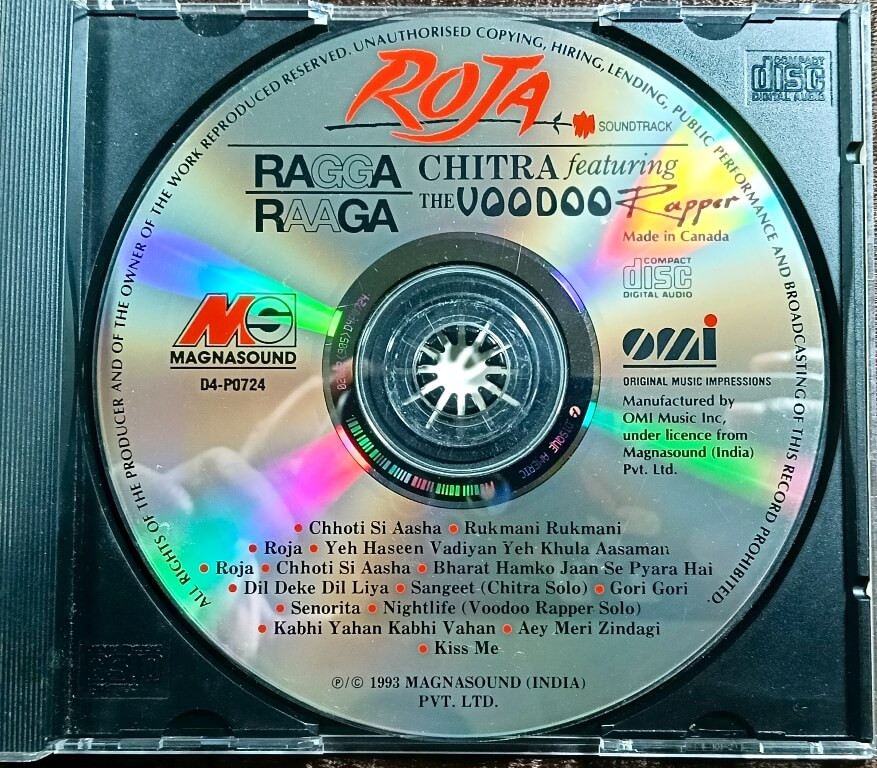 ROJA
SOUNDTRACK
RAGGA
RAAGA
CHITRA featuring
THE VOODOO Rapper
Made in Canada
COMPACT
disc
DIGITAL AUDIO
MS
MAGNASOUND
D4-P0724
omi
ORIGINAL MUSIC IMPRESSIONS
Manufactured by
OMI Music Inc,
under licence from
Magnasound (India)
Pvt. Ltd.
• Chhoti Si Aasha • Rukmani Rukmani
• Roja • Yeh Haseen Vadiyan Yeh Khula Aasaman
• Roja • Chhoti Si Aasha • Bharat Hamko Jaan Se Pyara Hai
• Dil Deke Dil Liya • Sangeet (Chitra Solo) • Gori Gori
• Senorita • Nightlife (Voodoo Rapper Solo)
• Kabhi Yahan Kabhi Vahan • Aey Meri Zindagi
• Kiss Me
℗/© 1993 MAGNASOUND (INDIA)
PVT. LTD.
ALL RIGHTS OF THE PRODUCER AND OF THE OWNER OF THE WORK REPRODUCED RESERVED. UNAUTHORISED COPYING, HIRING, LENDING, PUBLIC PERFORMANCE AND BROADCASTING OF THIS RECORD PROHIBITED.
DISQUE AMERIC
COMPACT
disc
DIGITAL AUDIO